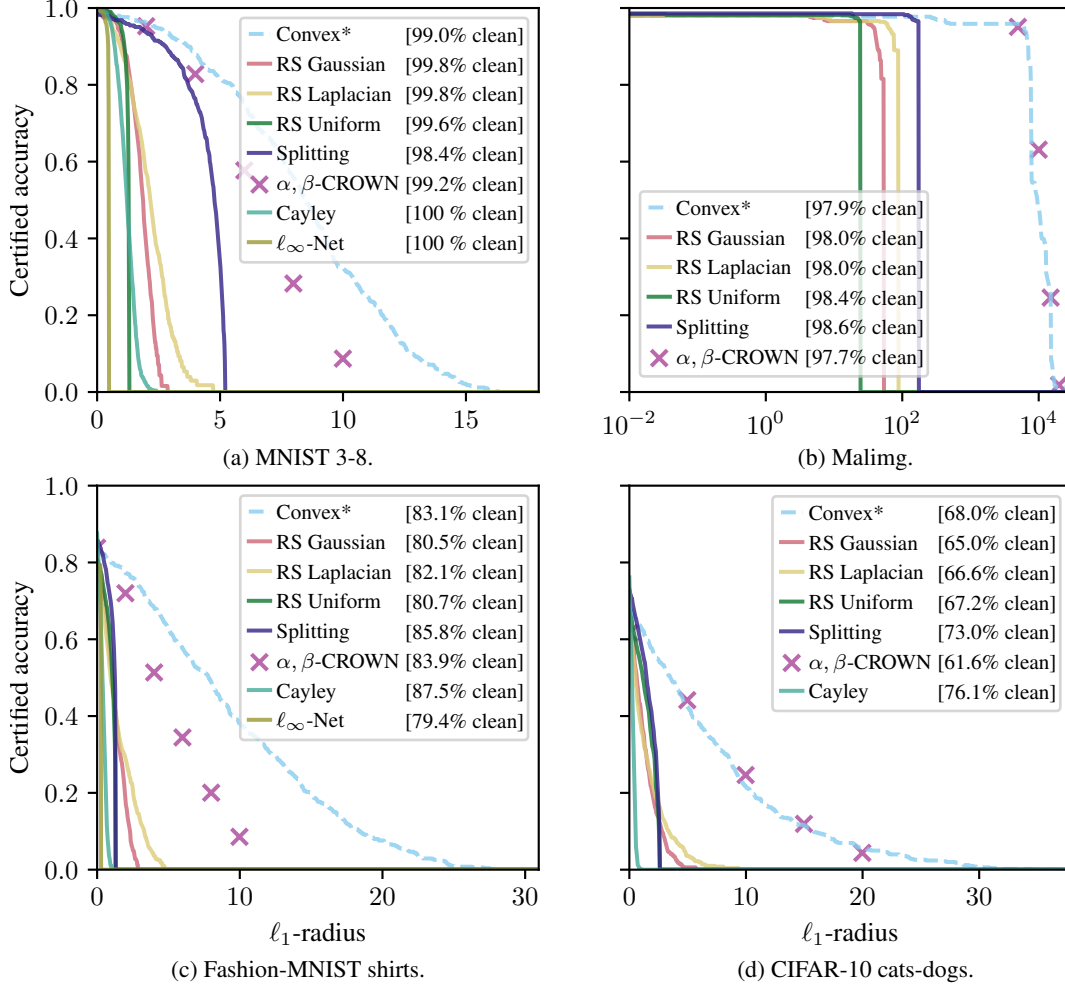 Certified accuracy
1.0
0.8
0.6
0.4
0.2
0.0
Convex* [99.0% clean]
RS Gaussian [99.8% clean]
RS Laplacian [99.8% clean]
RS Uniform [99.6% clean]
Splitting [98.4% clean]
α, β-CROWN [99.2% clean]
Cayley [100 % clean]
ℓ∞-Net [100 % clean]
0 5 10 15
(a) MNIST 3-8.
Convex* [97.9% clean]
RS Gaussian [98.0% clean]
RS Laplacian [98.0% clean]
RS Uniform [98.4% clean]
Splitting [98.6% clean]
α, β-CROWN [97.7% clean]
10⁻² 10⁰ 10² 10⁴
(b) Malimg.
Certified accuracy
1.0
0.8
0.6
0.4
0.2
0.0
Convex* [83.1% clean]
RS Gaussian [80.5% clean]
RS Laplacian [82.1% clean]
RS Uniform [80.7% clean]
Splitting [85.8% clean]
α, β-CROWN [83.9% clean]
Cayley [87.5% clean]
ℓ∞-Net [79.4% clean]
0 10 20 30
ℓ₁-radius
(c) Fashion-MNIST shirts.
Convex* [68.0% clean]
RS Gaussian [65.0% clean]
RS Laplacian [66.6% clean]
RS Uniform [67.2% clean]
Splitting [73.0% clean]
α, β-CROWN [61.6% clean]
Cayley [76.1% clean]
0 10 20 30
ℓ₁-radius
(d) CIFAR-10 cats-dogs.